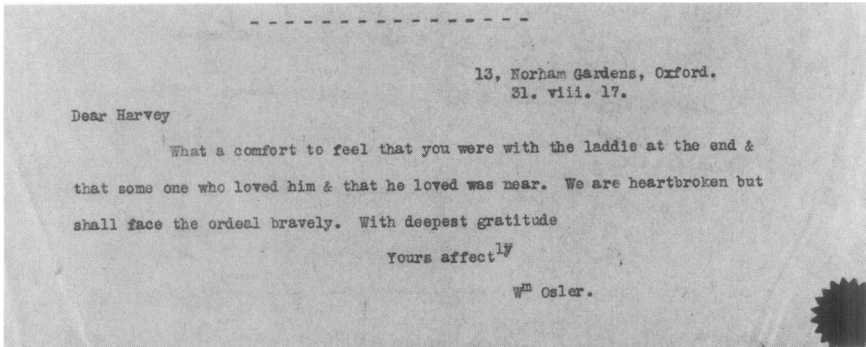 13, Norham Gardens, Oxford.
31. viii. 17.
Dear Harvey
What a comfort to feel that you were with the laddie at the end &
that some one who loved him & that he loved was near. We are heartbroken but
shall face the ordeal bravely. With deepest gratitude
Yours affectly
Wm Osler.